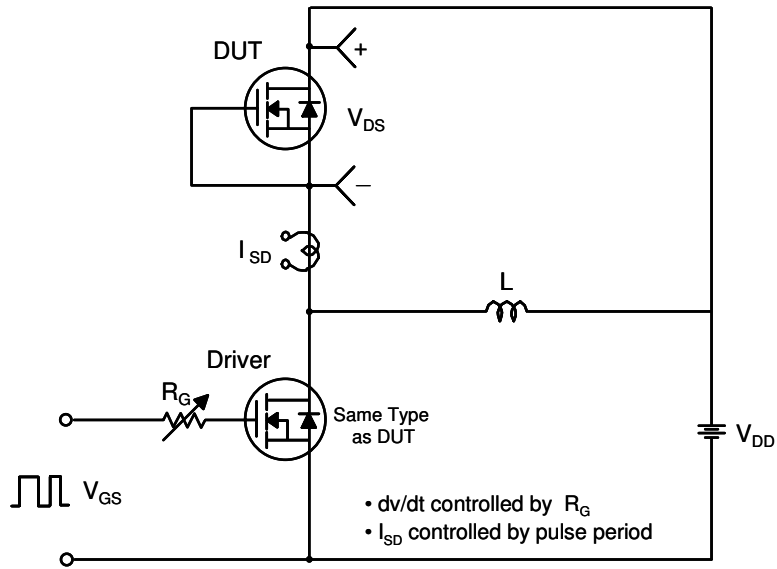 DUT
+
V_DS
–
I_SD
L
Driver
R_G
Same Type
as DUT
V_DD
V_GS
• dv/dt controlled by R_G
• I_SD controlled by pulse period